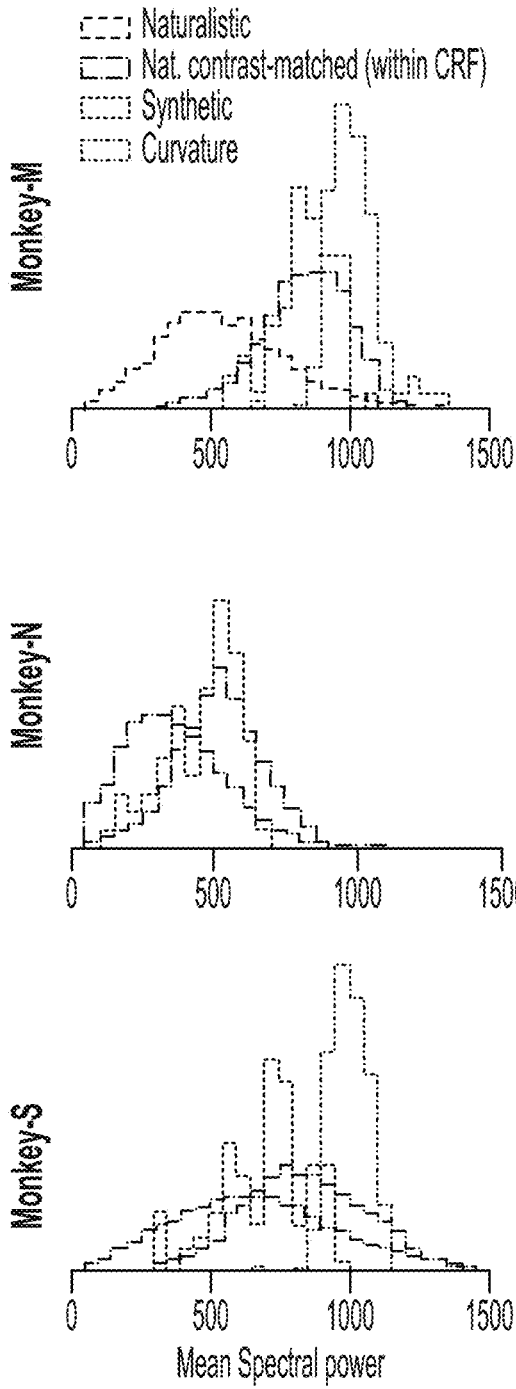 Naturalistic
Nat. contrast-matched (within CRF)
Synthetic
Curvature
Monkey-M
0 500 1000 1500
Monkey-N
0 500 1000 1500
Monkey-S
0 500 1000 1500
Mean Spectral power